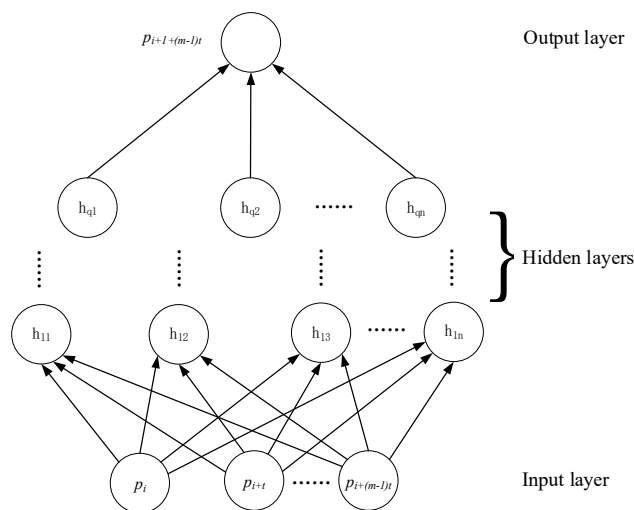 p_{i+1+(m-1)t} Output layer
h_{q1} h_{q2} ······ h_{qn}
Hidden layers
h_{11} h_{12} h_{13} ······ h_{1n}
p_i p_{i+t} ······ p_{i+(m-1)t} Input layer